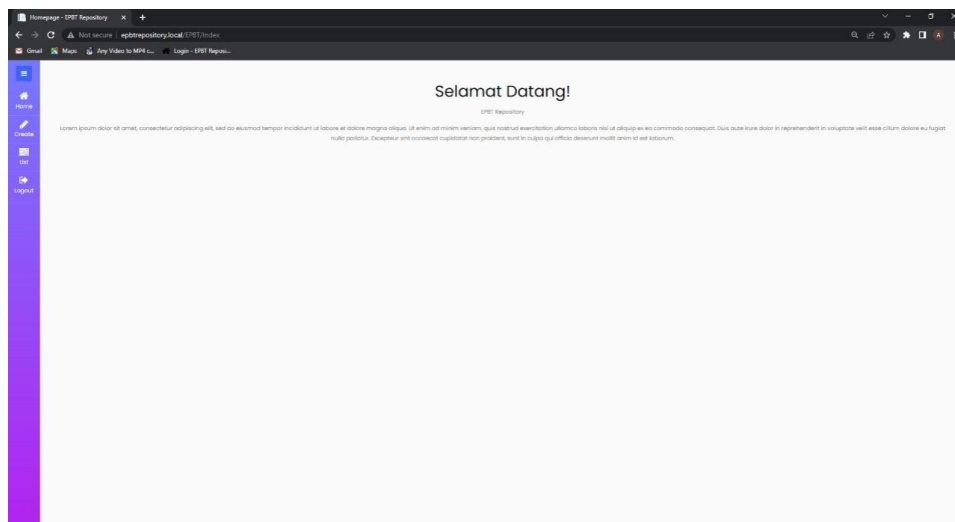 Homepage - EPBT Repository
Not secure epbtrepository.local/EPBT/Index
Gmail Maps Any Video to MP4 c... Login - EPBT Reposi...
Home
Create
List
Logout
Selamat Datang!
EPBT Repository
Lorem ipsum dolor sit amet, consectetur adipiscing elit, sed do eiusmod tempor incididunt ut labore et dolore magna aliqua. Ut enim ad minim veniam, quis nostrud exercitation ullamco laboris nisi ut aliquip ex ea commodo consequat. Duis aute irure dolor in reprehenderit in voluptate velit esse cillum dolore eu fugiat
nulla pariatur. Excepteur sint occaecat cupidatat non proident, sunt in culpa qui officia deserunt mollit anim id est laborum.